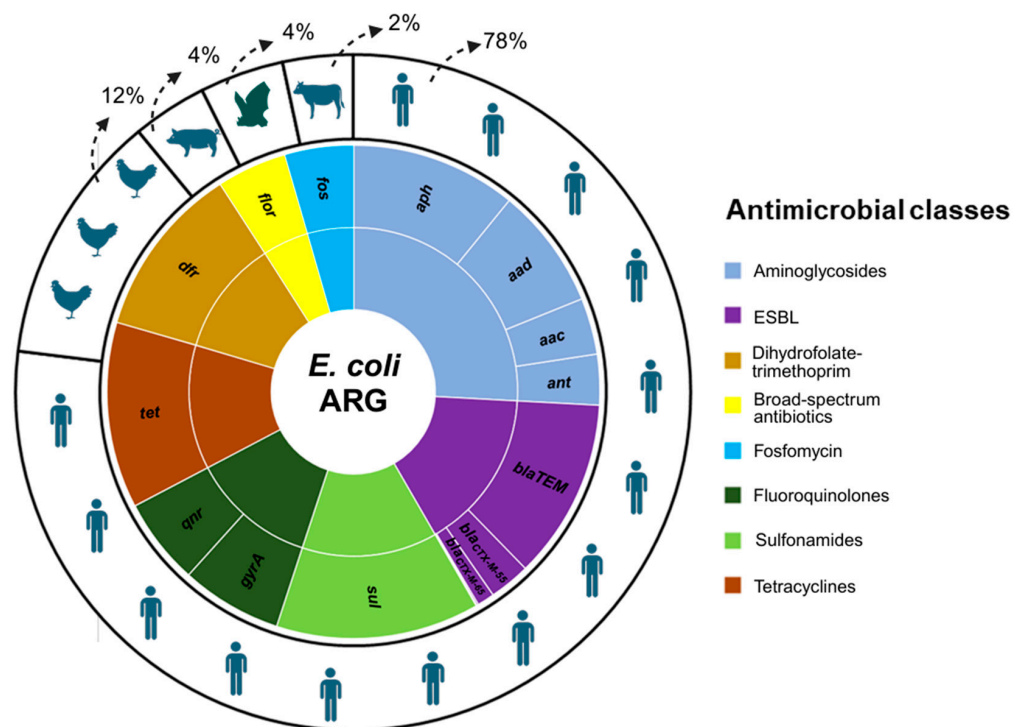 12%
4%
4%
2%
78%
flor
fos
aph
dfr
aad
aac
ant
tet
E. coli
ARG
blaTEM
blaCTX-M-55
blaCTX-M-65
qnr
gyrA
sul
Antimicrobial classes
Aminoglycosides
ESBL
Dihydrofolate-
trimethoprim
Broad-spectrum
antibiotics
Fosfomycin
Fluoroquinolones
Sulfonamides
Tetracyclines